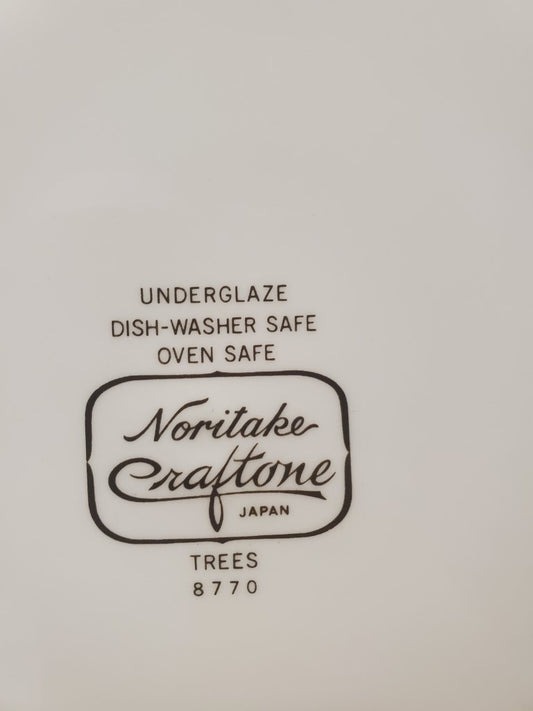 UNDERGLAZE
DISH-WASHER SAFE
OVEN SAFE
Noritake
Craftone
JAPAN
TREES
8770